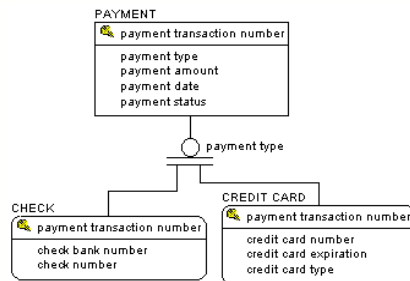 PAYMENT
payment transaction number
payment type
payment amount
payment date
payment status
payment type
CHECK
payment transaction number
check bank number
check number
CREDIT CARD
payment transaction number
credit card number
credit card expiration
credit card type